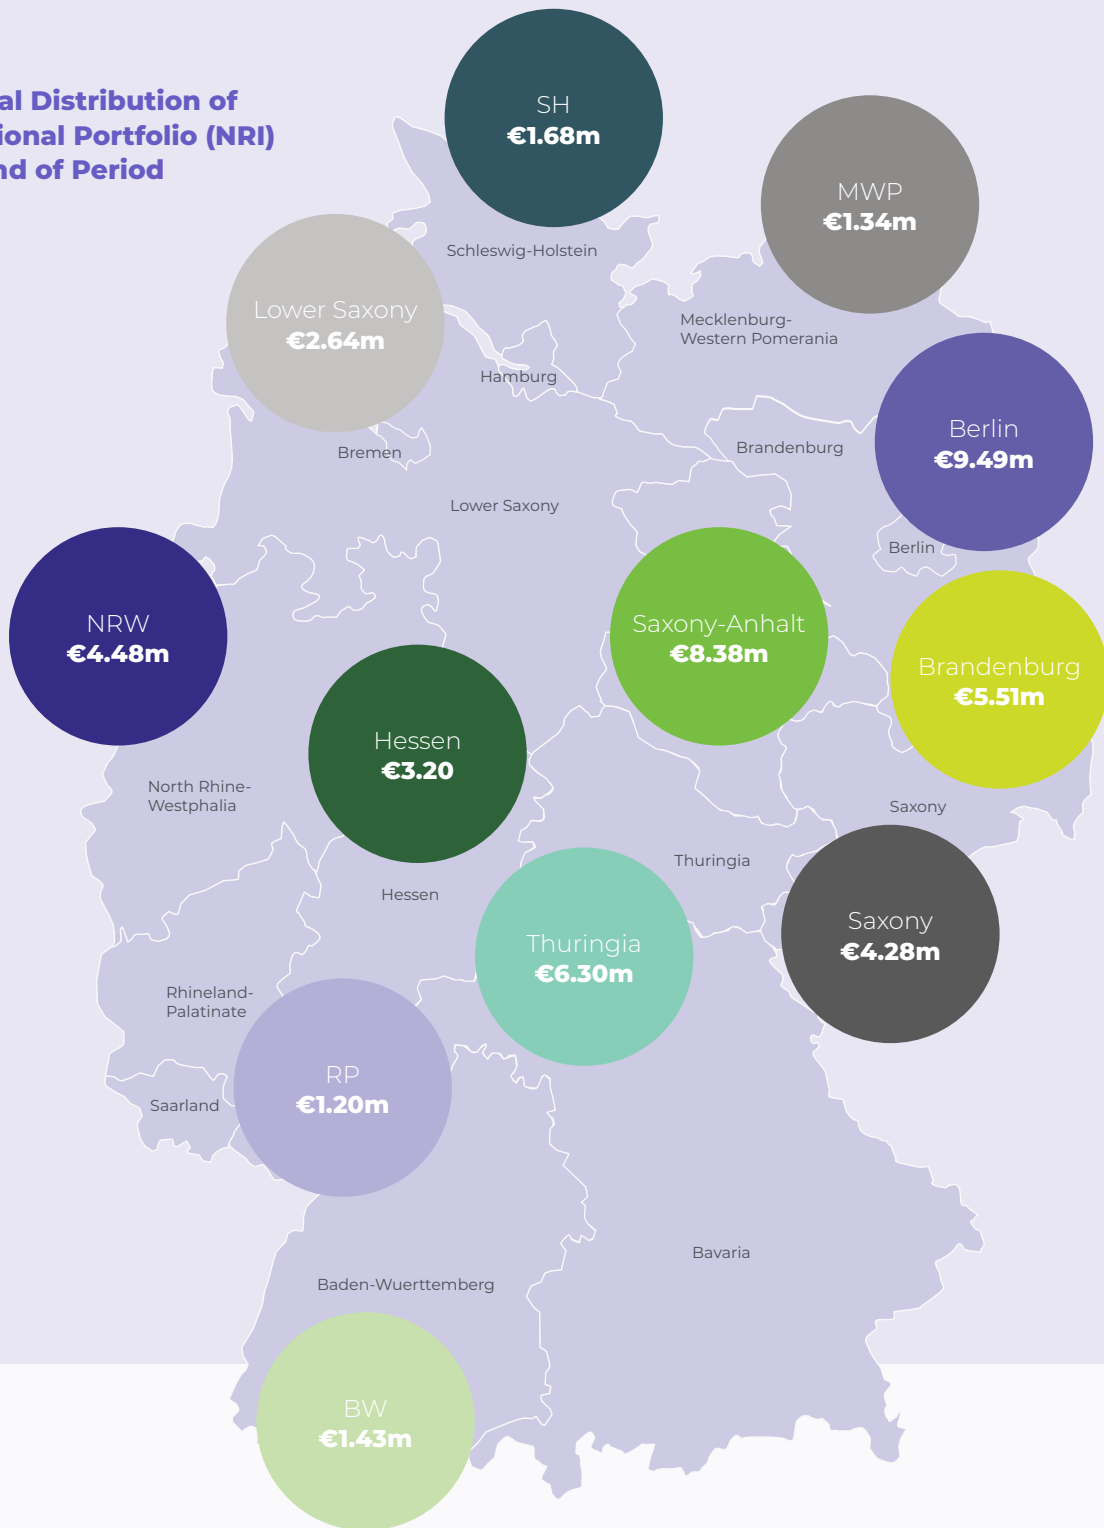 al Distribution of
ional Portfolio (NRI)
nd of Period
SH
€1.68m
MWP
€1.34m
Schleswig-Holstein
Lower Saxony
€2.64m
Mecklenburg-
Western Pomerania
Hamburg
Berlin
€9.49m
Brandenburg
Bremen
Lower Saxony
Berlin
NRW
€4.48m
Saxony-Anhalt
€8.38m
Brandenburg
€5.51m
Hessen
€3.20
North Rhine-
Westphalia
Saxony
Thuringia
Hessen
Saxony
€4.28m
Thuringia
€6.30m
Rhineland-
Palatinate
RP
€1.20m
Saarland
Bavaria
Baden-Wuerttemberg
BW
€1.43m